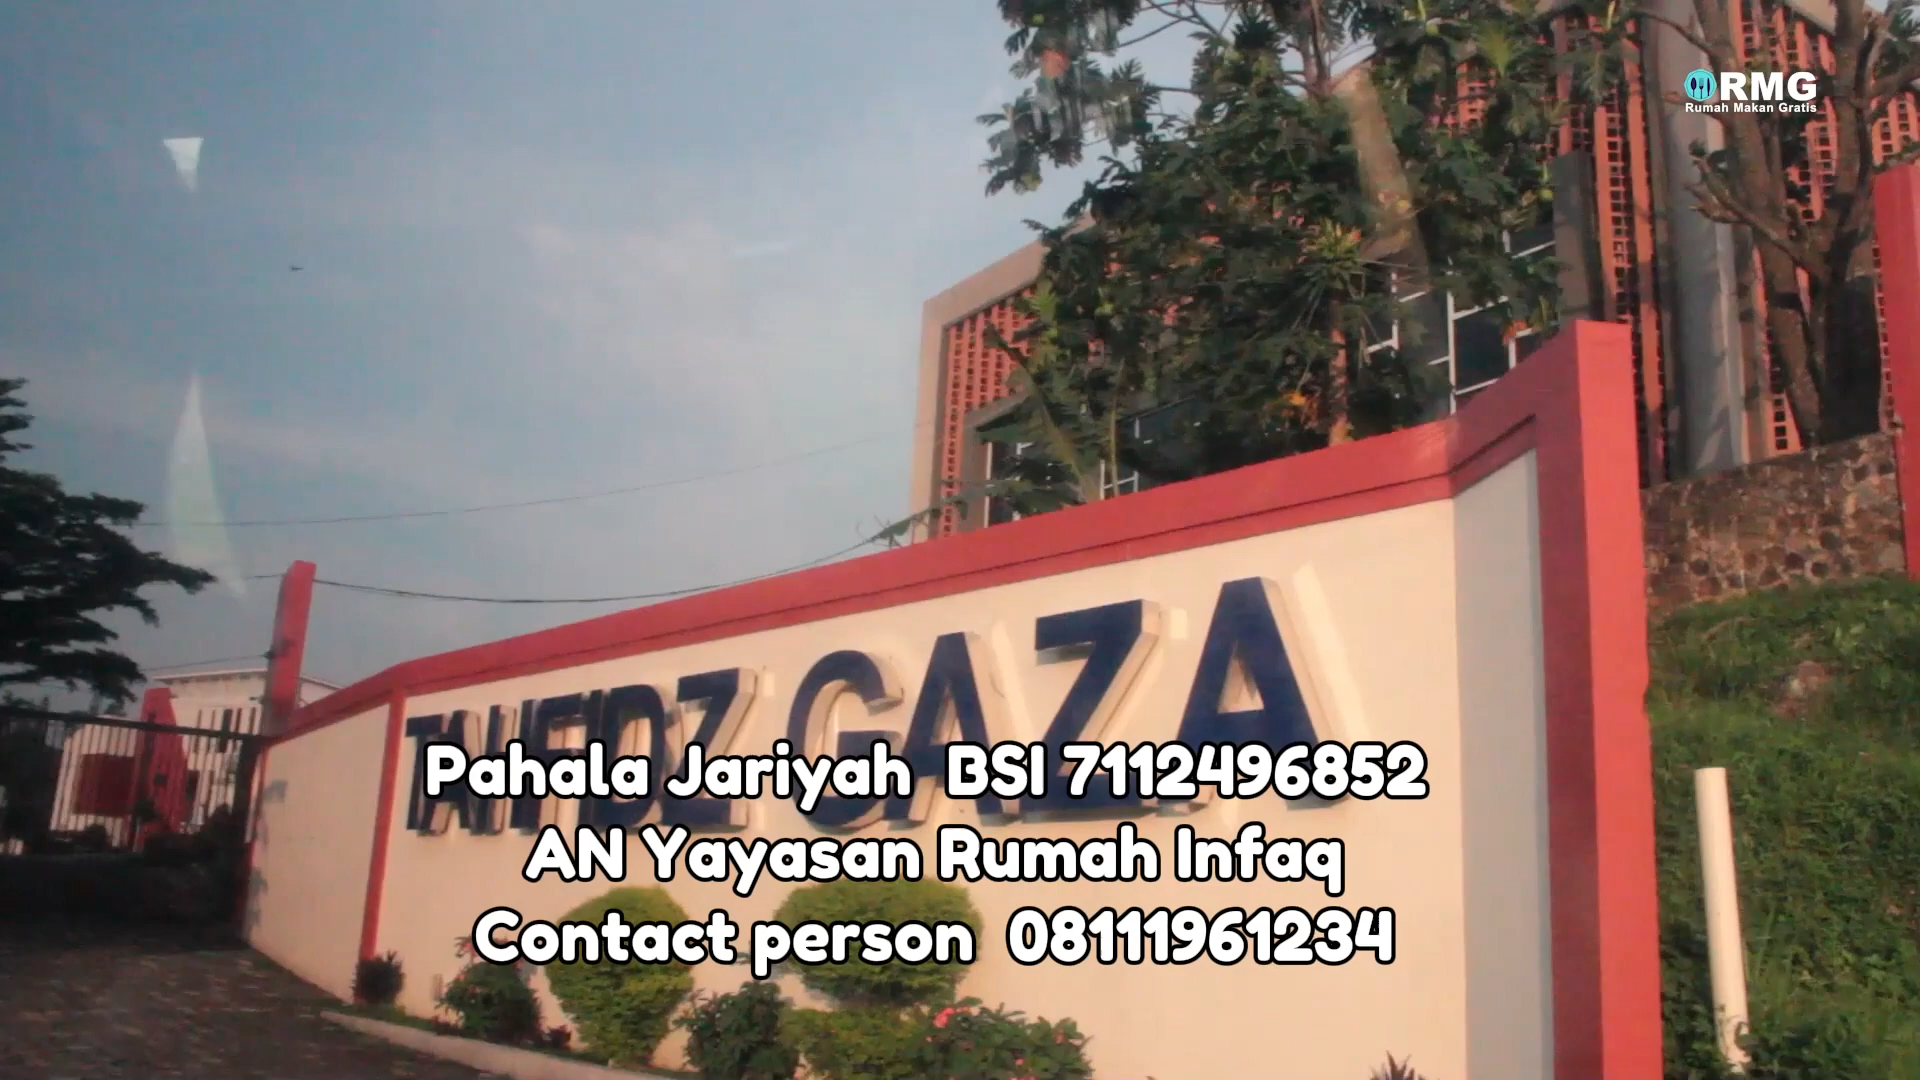 RMG
Rumah Makan Gratis
TAHFIDZ GAZA
Pahala Jariyah  BSI 7112496852
AN Yayasan Rumah Infaq
Contact person  08111961234